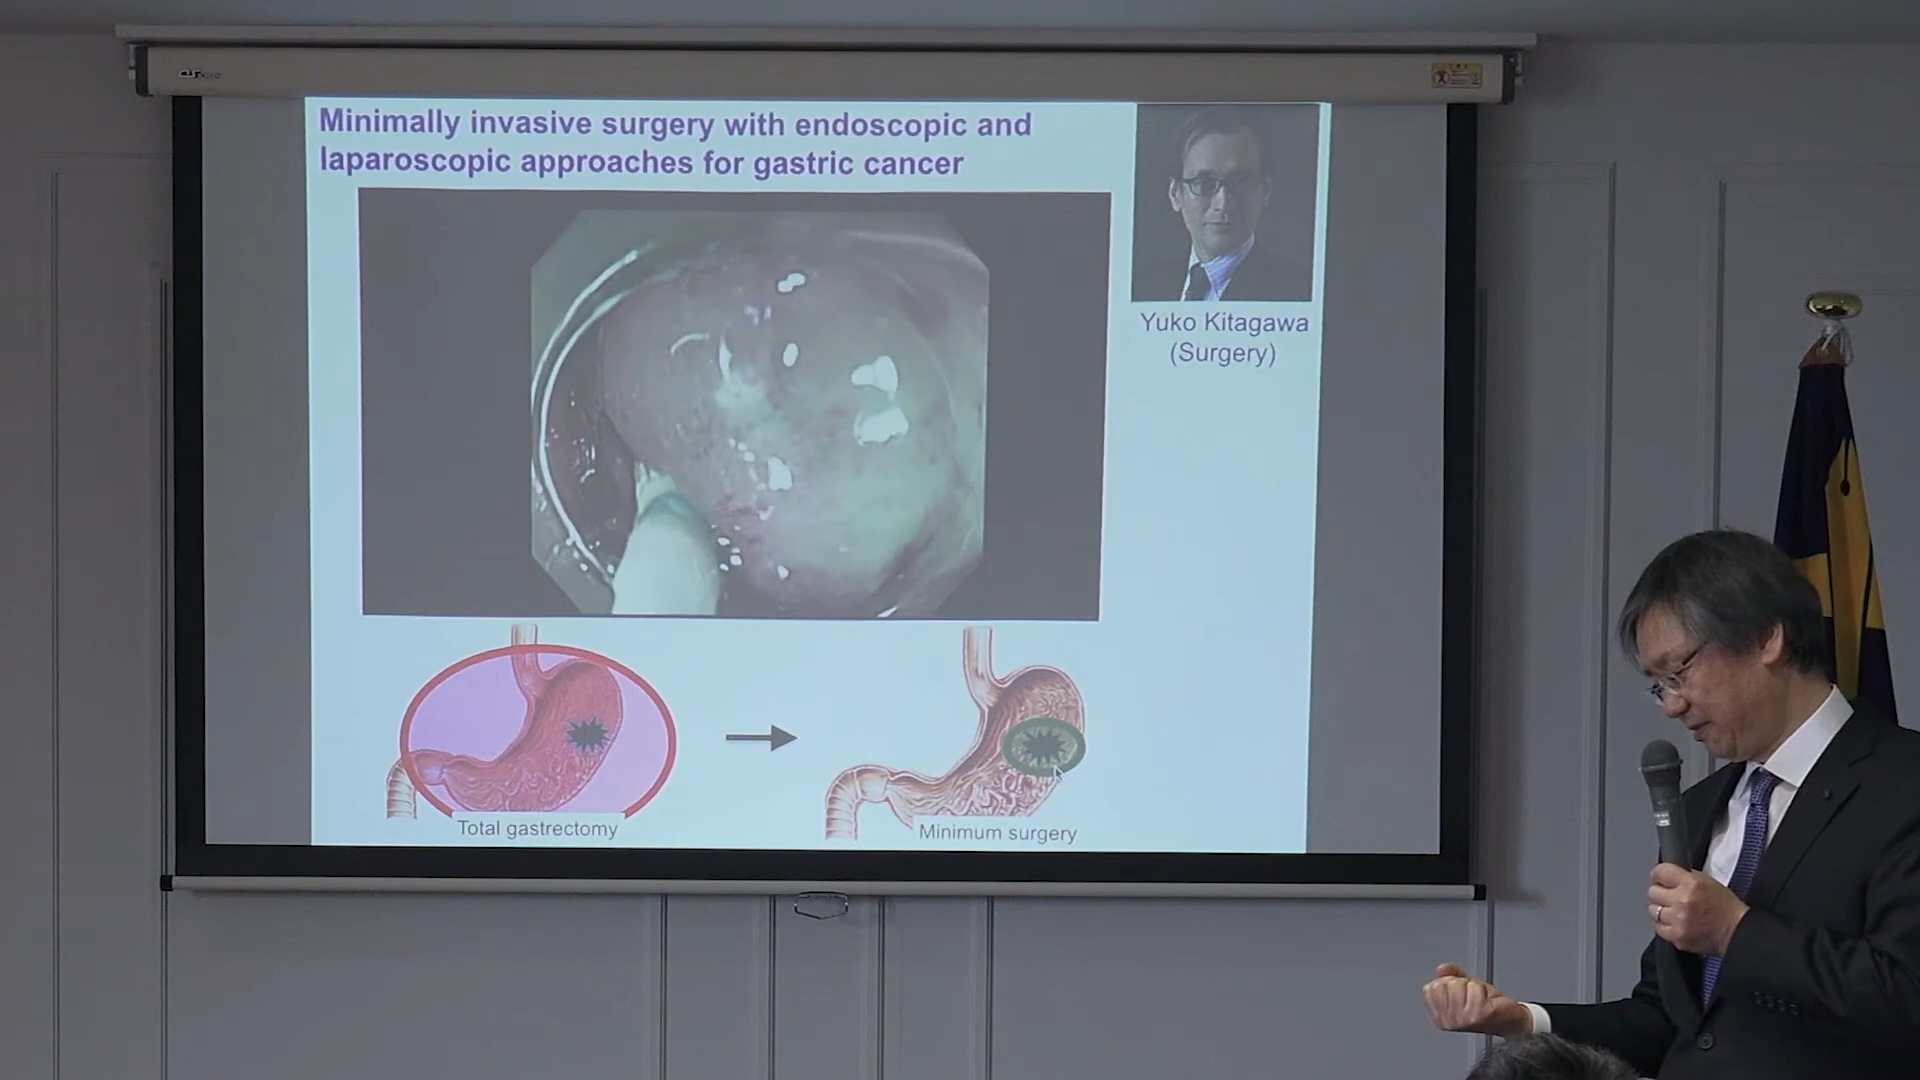 Minimally invasive surgery with endoscopic and
laparoscopic approaches for gastric cancer
Yuko Kitagawa
(Surgery)
Total gastrectomy
Minimum surgery